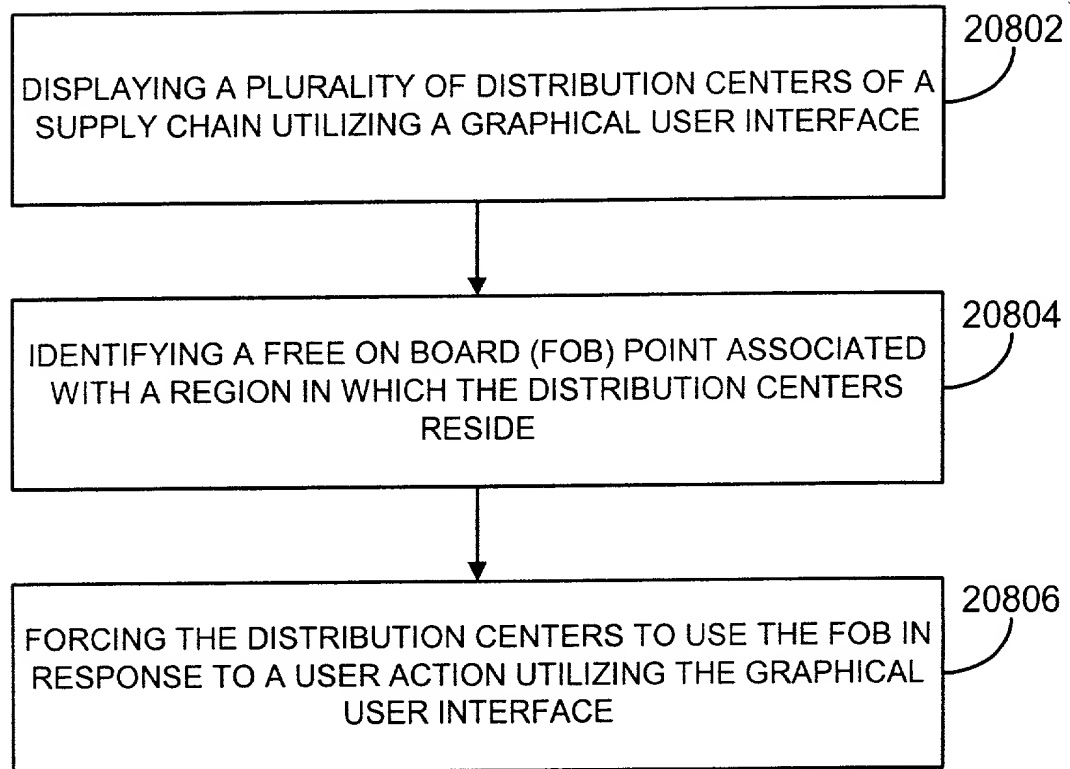 20802
DISPLAYING A PLURALITY OF DISTRIBUTION CENTERS OF A
SUPPLY CHAIN UTILIZING A GRAPHICAL USER INTERFACE
20804
IDENTIFYING A FREE ON BOARD (FOB) POINT ASSOCIATED
WITH A REGION IN WHICH THE DISTRIBUTION CENTERS
RESIDE
20806
FORCING THE DISTRIBUTION CENTERS TO USE THE FOB IN
RESPONSE TO A USER ACTION UTILIZING THE GRAPHICAL
USER INTERFACE